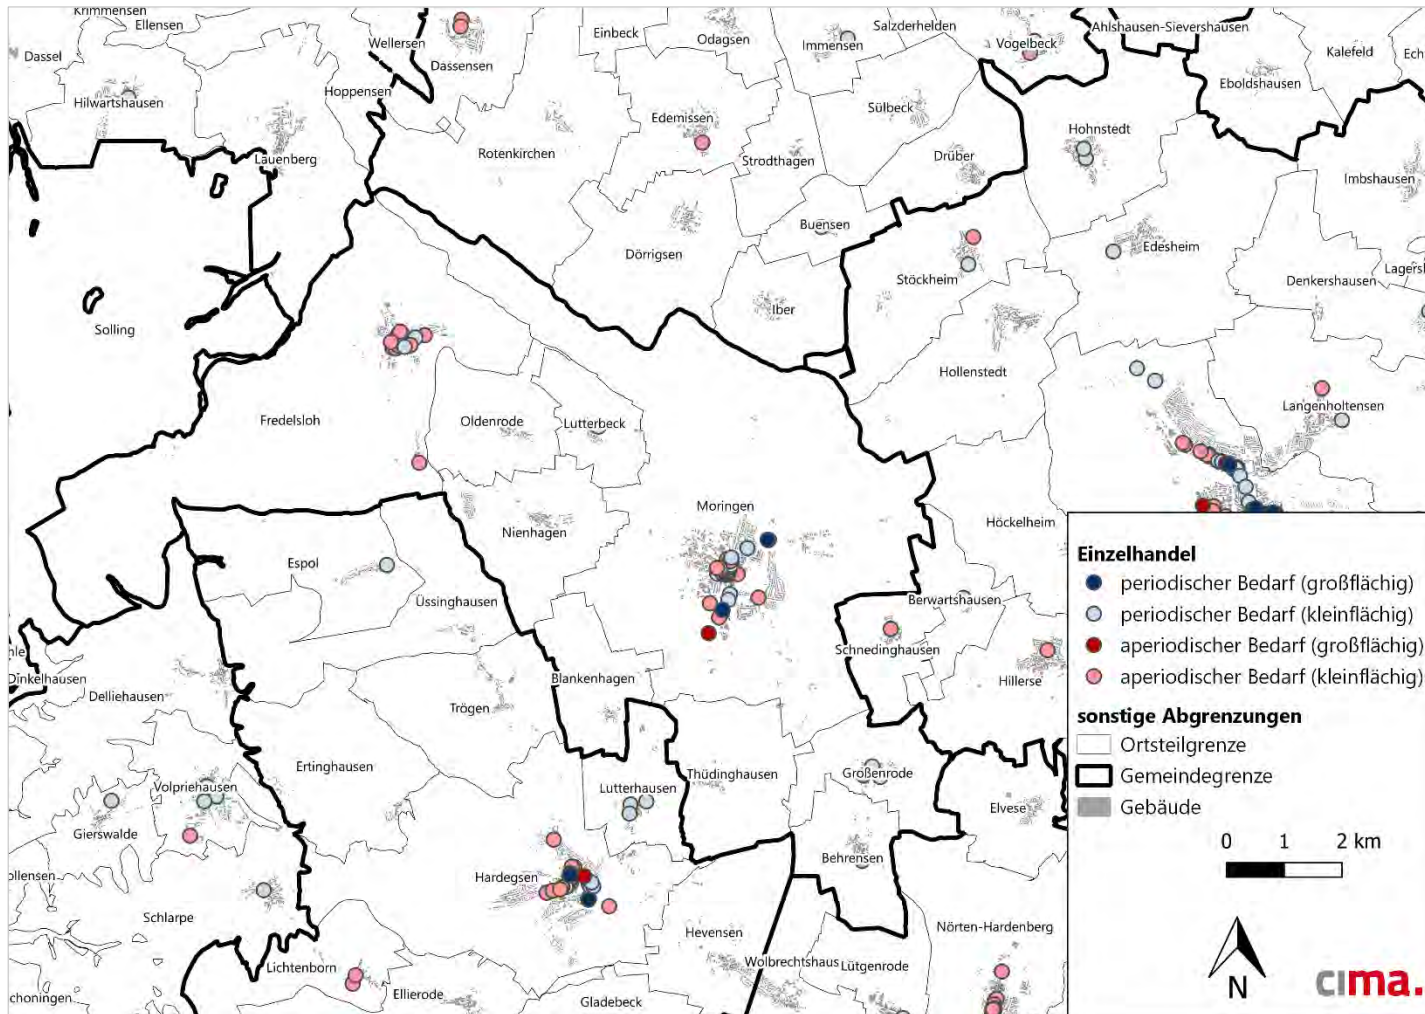 Krimmensen
Ellensen
Dassel
Hilwartshausen
Lauenberg
Wellersen
Dassensen
Hoppensen
Einbeck
Odagsen
Salzderhelden
Immensen
Vogelbeck
Ahlshausen-Sievershausen
Kalefeld
Eboldshausen
Edemissen
Rotenkirchen
Strodthagen
Sülbeck
Drüber
Hohnstedt
Imbshausen
Buensen
Dörrigsen
Edesheim
Stöckheim
Denkershausen
Iber
Solling
Hollenstedt
Langenholtensen
Fredelsloh
Oldenrode
Lutterbeck
Moringen
Nienhagen
Höckelheim
Espol
Üssinghausen
Berwartshausen
Schnedinghausen
Hillerse
Dinkelhausen
Delliehausen
Blankenhagen
Trögen
Ertinghausen
Volpriehausen
Gierswalde
Lutterhausen
Thüdinghausen
Großenrode
Elvese
Behrensen
Hardegsen
Schlarpe
Hevensen
Nörten-Hardenberg
Wolbrechtshaus
Lütgenrode
Lichtenborn
Ellierode
Gladebeck
Einzelhandel
periodischer Bedarf (großflächig)
periodischer Bedarf (kleinflächig)
aperiodischer Bedarf (großflächig)
aperiodischer Bedarf (kleinflächig)
sonstige Abgrenzungen
Ortsteilgrenze
Gemeindegrenze
Gebäude
0 1 2 km
N
cima.